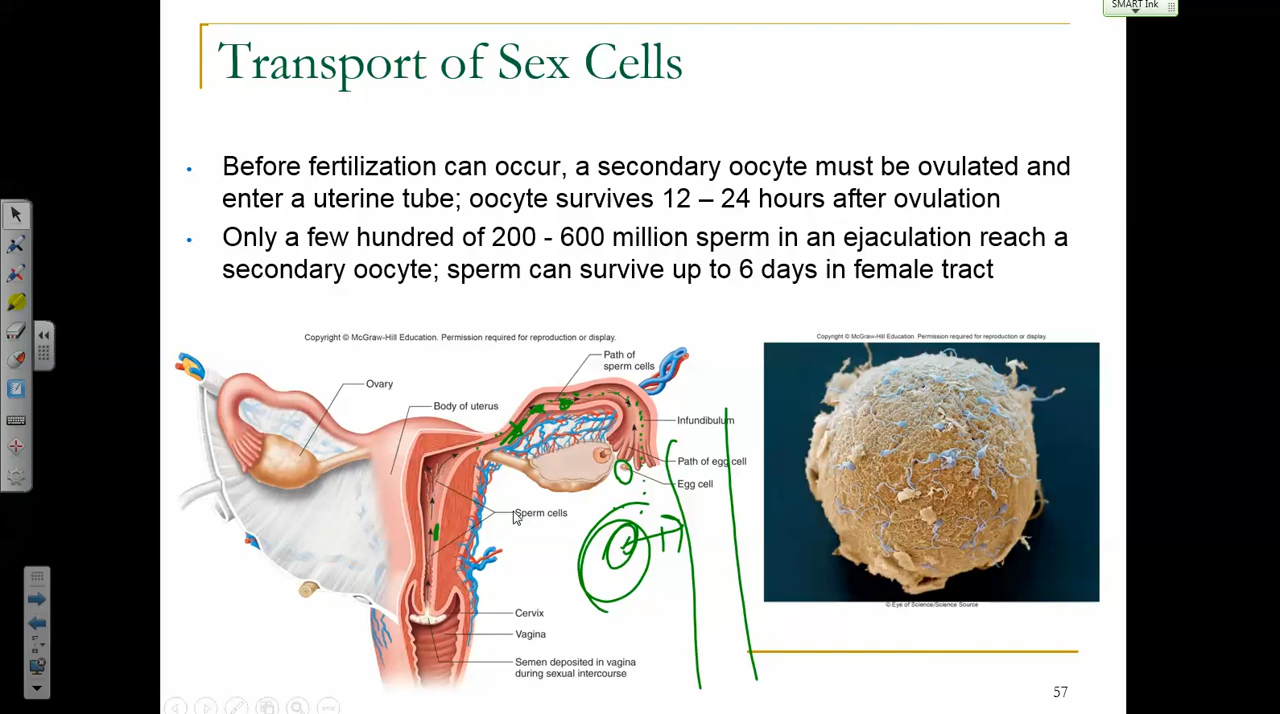 SMART Ink
Transport of Sex Cells
• Before fertilization can occur, a secondary oocyte must be ovulated and
enter a uterine tube; oocyte survives 12 – 24 hours after ovulation
• Only a few hundred of 200 - 600 million sperm in an ejaculation reach a
secondary oocyte; sperm can survive up to 6 days in female tract
Copyright © McGraw-Hill Education. Permission required for reproduction or display.
Path of
sperm cells
Ovary
Body of uterus
Infundibulum
Path of egg cell
Egg cell
Sperm cells
Cervix
Vagina
Semen deposited in vagina
during sexual intercourse
Copyright © McGraw-Hill Education. Permission required for reproduction or display.
© Eye of Science/Science Source
57